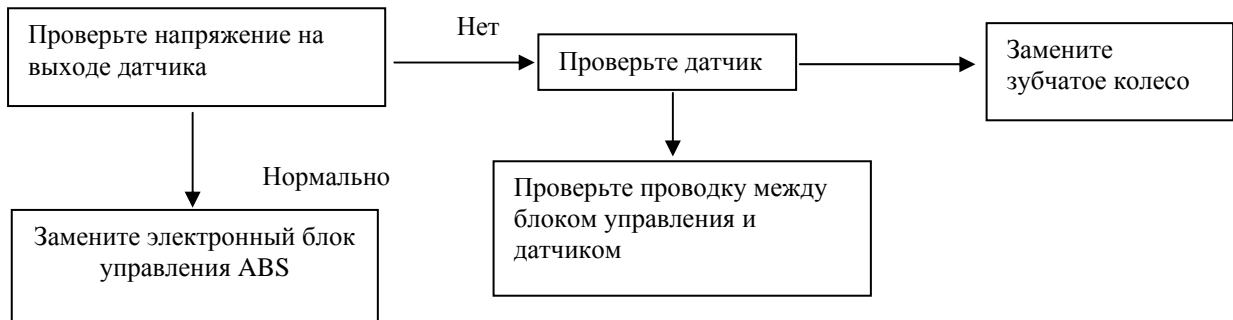 Проверьте напряжение на
выходе датчика
Нет
Проверьте датчик
Замените
зубчатое колесо
Нормально
Замените электронный блок
управления ABS
Проверьте проводку между
блоком управления и
датчиком